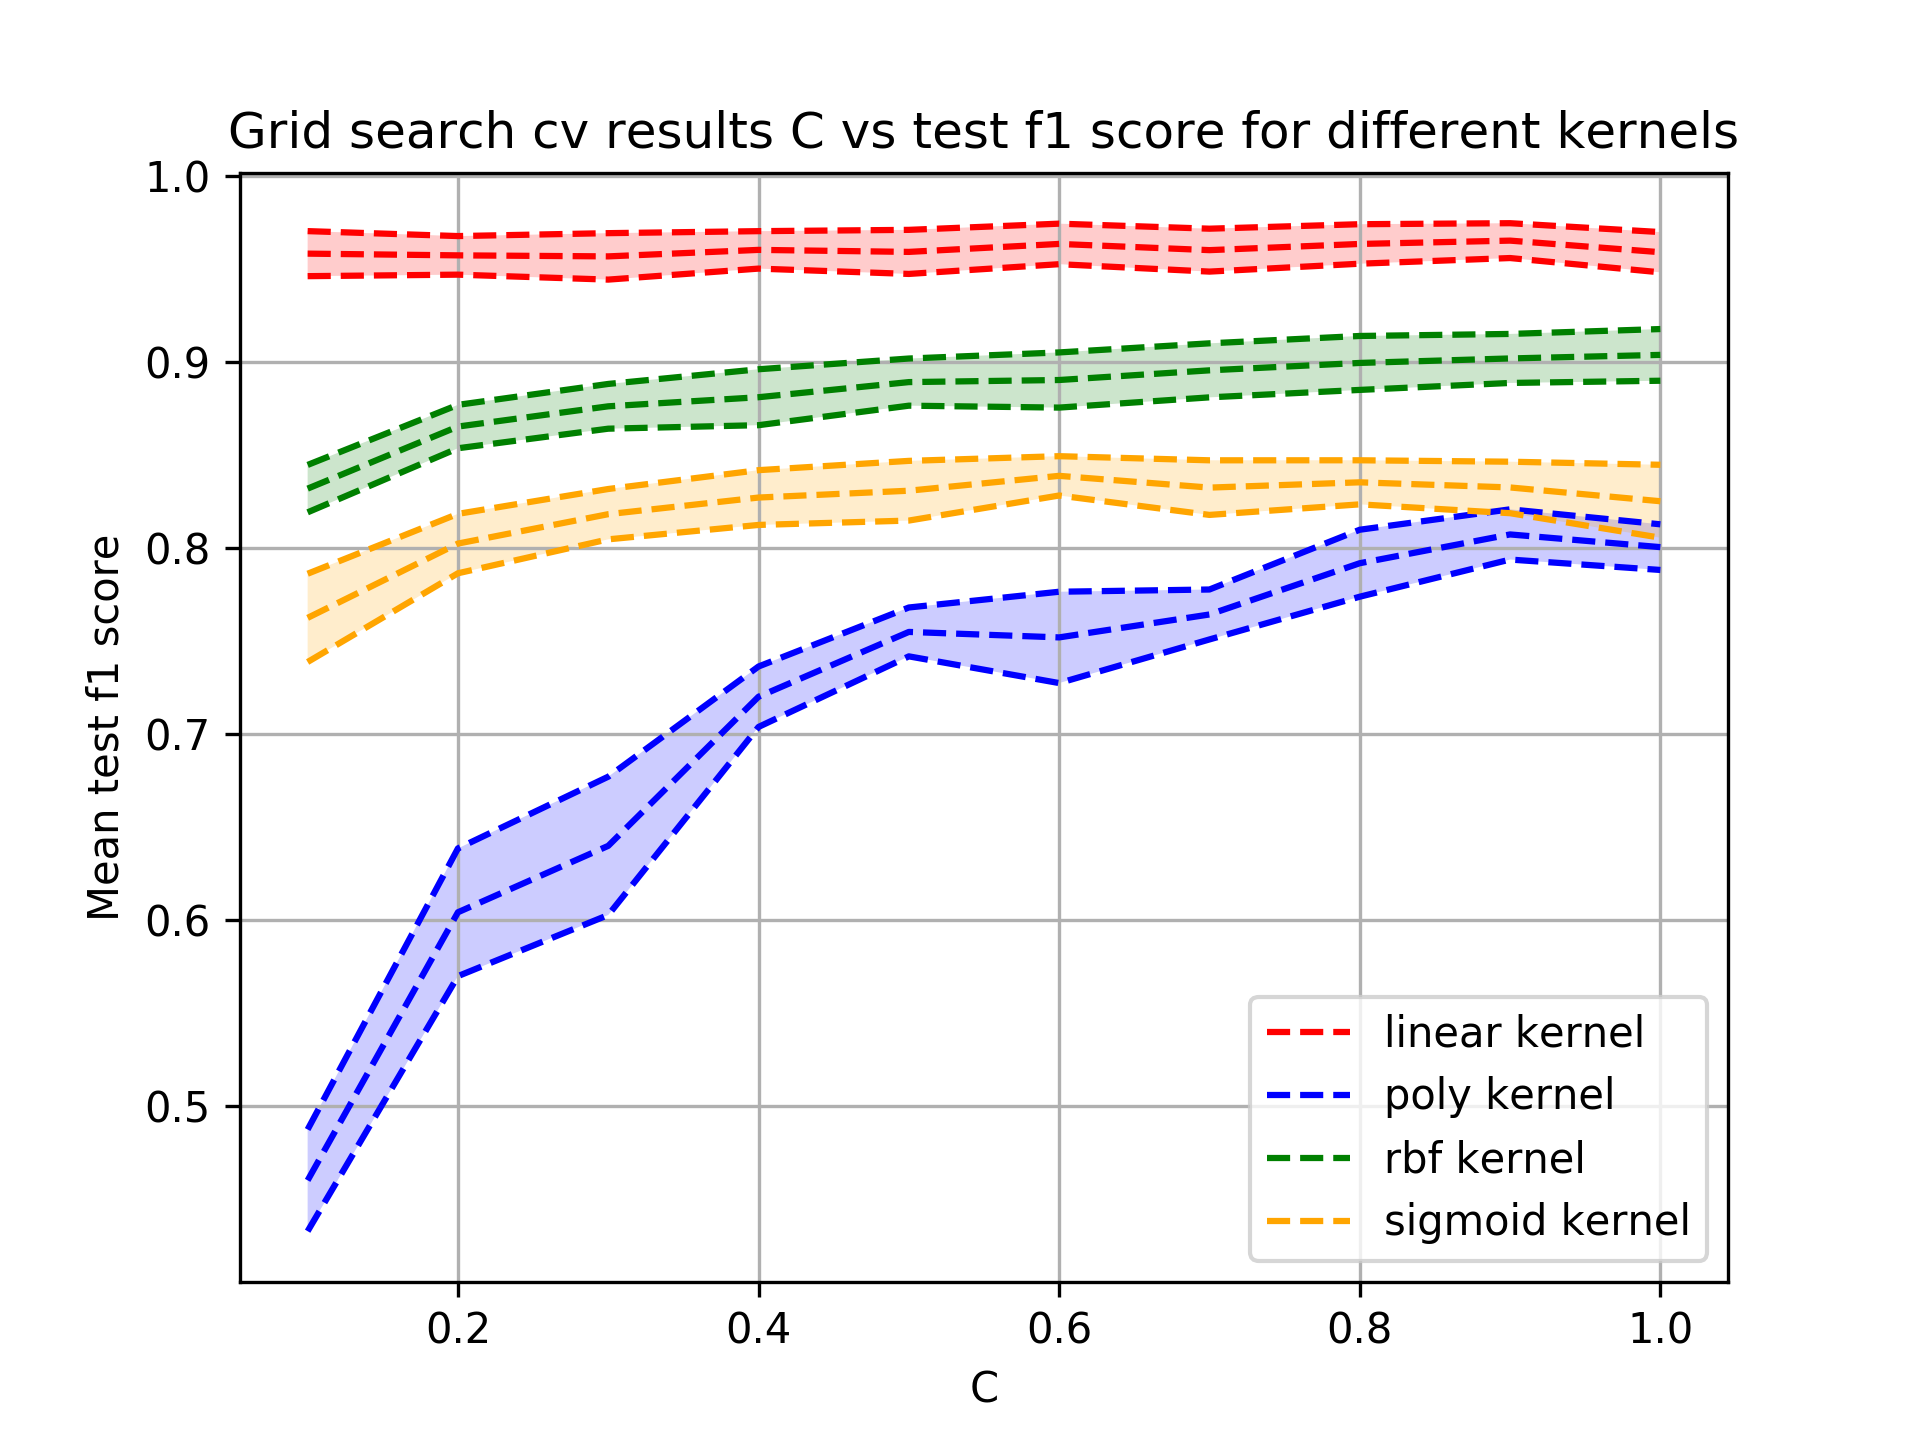 Grid search cv results C vs test f1 score for different kernels
1.0
0.9
0.8
0.7
0.6
0.5
Mean test f1 score
linear kernel
poly kernel
rbf kernel
sigmoid kernel
0.2 0.4 0.6 0.8 1.0
C